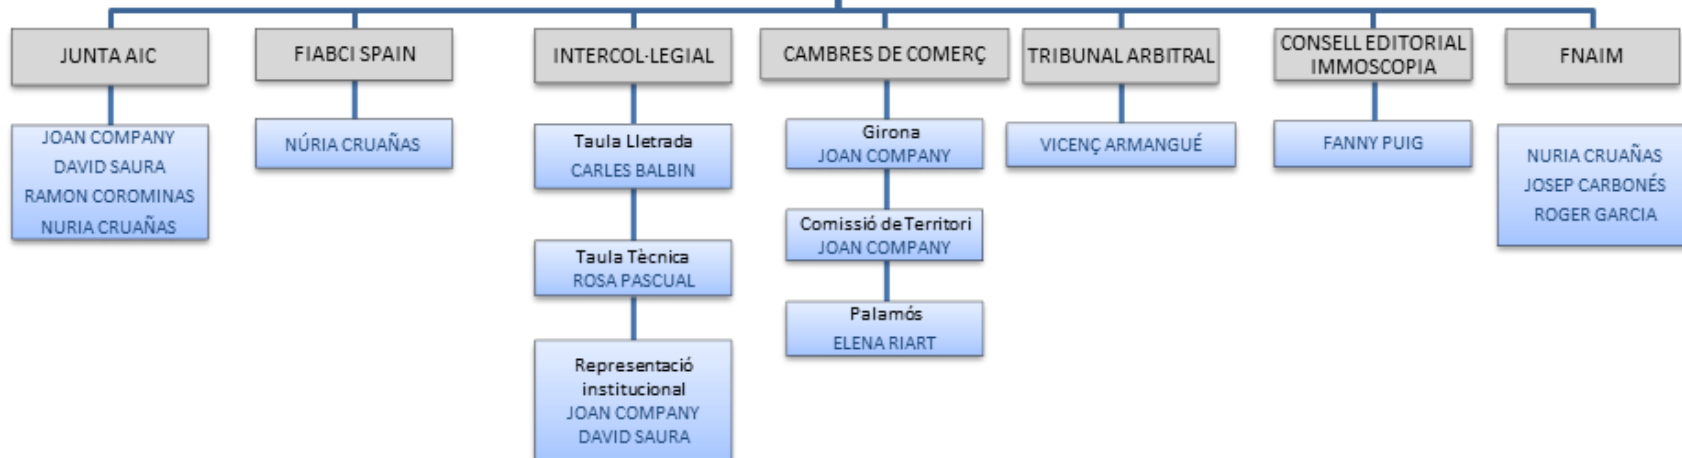 JUNTA AIC
JOAN COMPANY
DAVID SAURA
RAMON COROMINAS
NURIA CRUAÑAS
FIABCI SPAIN
NÚRIA CRUAÑAS
INTERCOL·LEGIAL
Taula Lletrada
CARLES BALBIN
Taula Tècnica
ROSA PASCUAL
Representació
institucional
JOAN COMPANY
DAVID SAURA
CAMBRES DE COMERÇ
Girona
JOAN COMPANY
Comissió de Territori
JOAN COMPANY
Palamós
ELENA RIART
TRIBUNAL ARBITRAL
VICENÇ ARMANGUÉ
CONSELL EDITORIAL
IMMOSCOPIA
FANNY PUIG
FNAIM
NURIA CRUAÑAS
JOSEP CARBONÉS
ROGER GARCIA